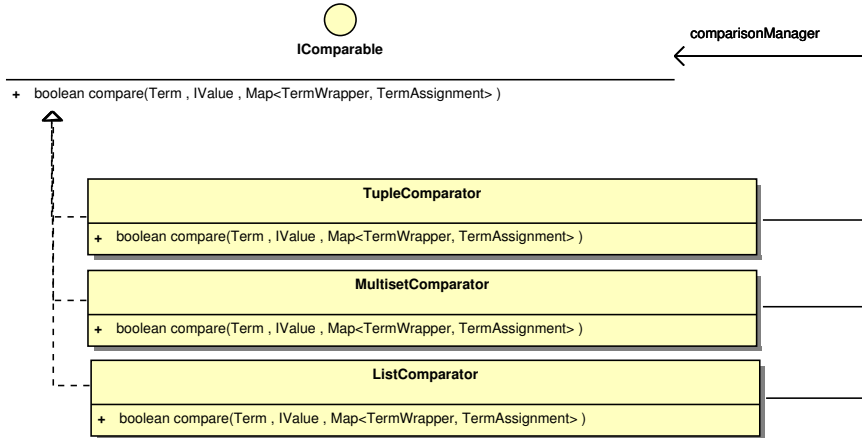 comparisonManager
IComparable
+ boolean compare(Term , IValue , Map<TermWrapper, TermAssignment> )
TupleComparator
+ boolean compare(Term , IValue , Map<TermWrapper, TermAssignment> )
MultisetComparator
+ boolean compare(Term , IValue , Map<TermWrapper, TermAssignment> )
ListComparator
+ boolean compare(Term , IValue , Map<TermWrapper, TermAssignment> )